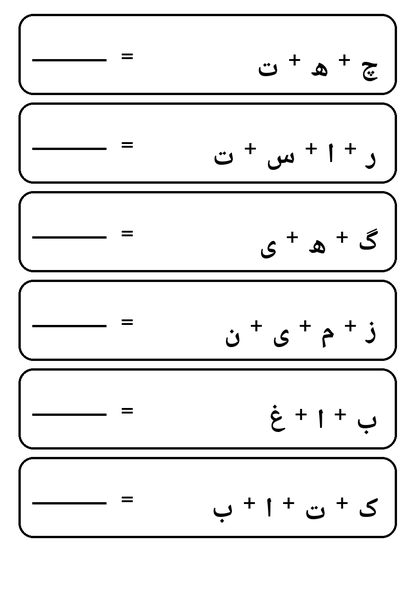 چ + ھ + ت = ______
ر + ا + س + ت = ______
گ + ھ + ی = ______
ز + م + ی + ن = ______
ب + ا + غ = ______
ک + ت + ا + ب = ______